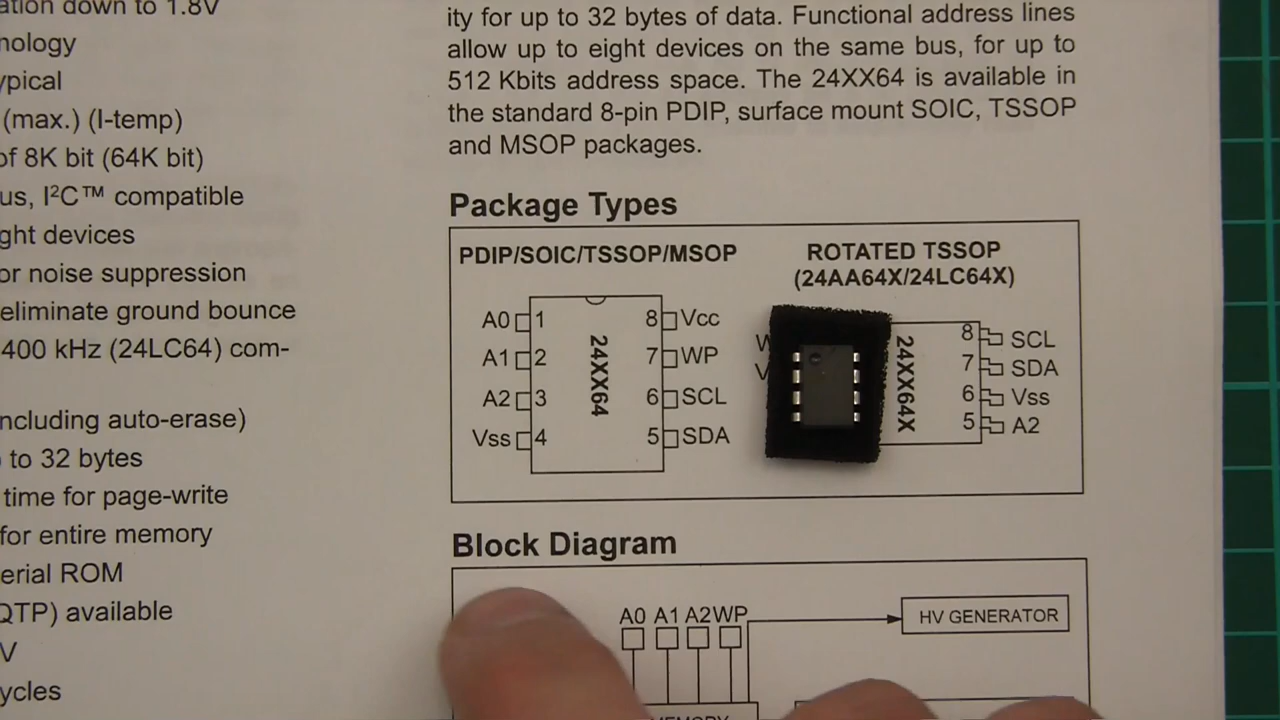 ation down to 1.8V
nology
ypical
(max.) (I-temp)
of 8K bit (64K bit)
us, I²C™ compatible
ght devices
or noise suppression
eliminate ground bounce
400 kHz (24LC64) com-
ncluding auto-erase)
to 32 bytes
time for page-write
for entire memory
erial ROM
QTP) available
V
ycles
ity for up to 32 bytes of data. Functional address lines
allow up to eight devices on the same bus, for up to
512 Kbits address space. The 24XX64 is available in
the standard 8-pin PDIP, surface mount SOIC, TSSOP
and MSOP packages.
Package Types
PDIP/SOIC/TSSOP/MSOP
A0 1 8 Vcc
A1 2 7 WP
A2 3 6 SCL
Vss 4 5 SDA
24XX64
ROTATED TSSOP
(24AA64X/24LC64X)
W 8 SCL
V 7 SDA
6 Vss
5 A2
24XX64X
Block Diagram
A0 A1 A2 WP
HV GENERATOR
MEMORY